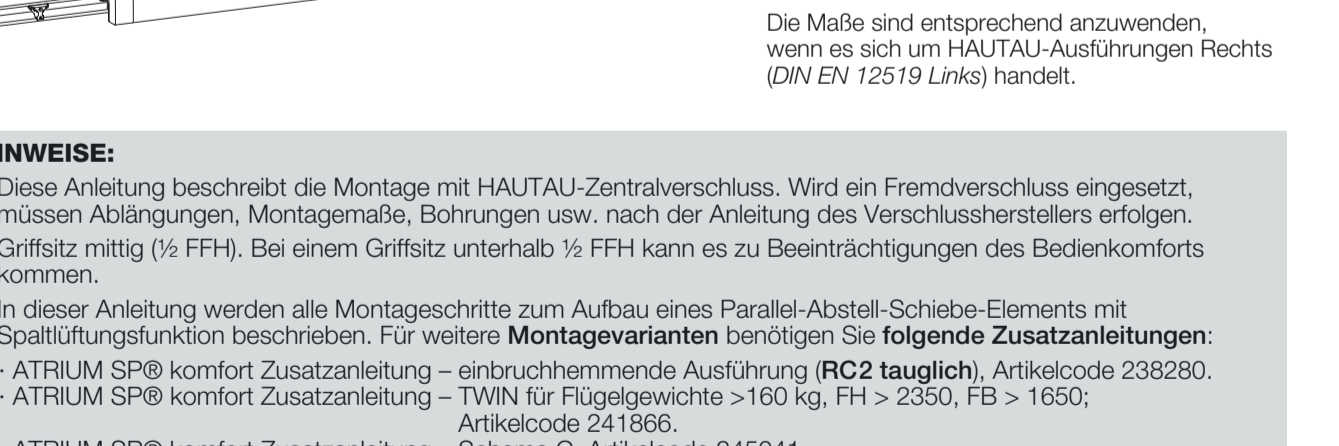 Die Maße sind entsprechend anzuwenden,
wenn es sich um HAUTAU-Ausführungen Rechts
(DIN EN 12519 Links) handelt.
INWEISE:
Diese Anleitung beschreibt die Montage mit HAUTAU-Zentralverschluss. Wird ein Fremdverschluss eingesetzt,
müssen Ablängungen, Montagemaße, Bohrungen usw. nach der Anleitung des Verschlussherstellers erfolgen.
Griffsitz mittig (½ FFH). Bei einem Griffsitz unterhalb ½ FFH kann es zu Beeinträchtigungen des Bedienkomforts
kommen.
In dieser Anleitung werden alle Montageschritte zum Aufbau eines Parallel-Abstell-Schiebe-Elements mit
Spaltlüftungsfunktion beschrieben. Für weitere Montagevarianten benötigen Sie folgende Zusatzanleitungen:
· ATRIUM SP® komfort Zusatzanleitung – einbruchhemmende Ausführung (RC2 tauglich), Artikelcode 238280.
· ATRIUM SP® komfort Zusatzanleitung – TWIN für Flügelgewichte >160 kg, FH > 2350, FB > 1650;
Artikelcode 241866.